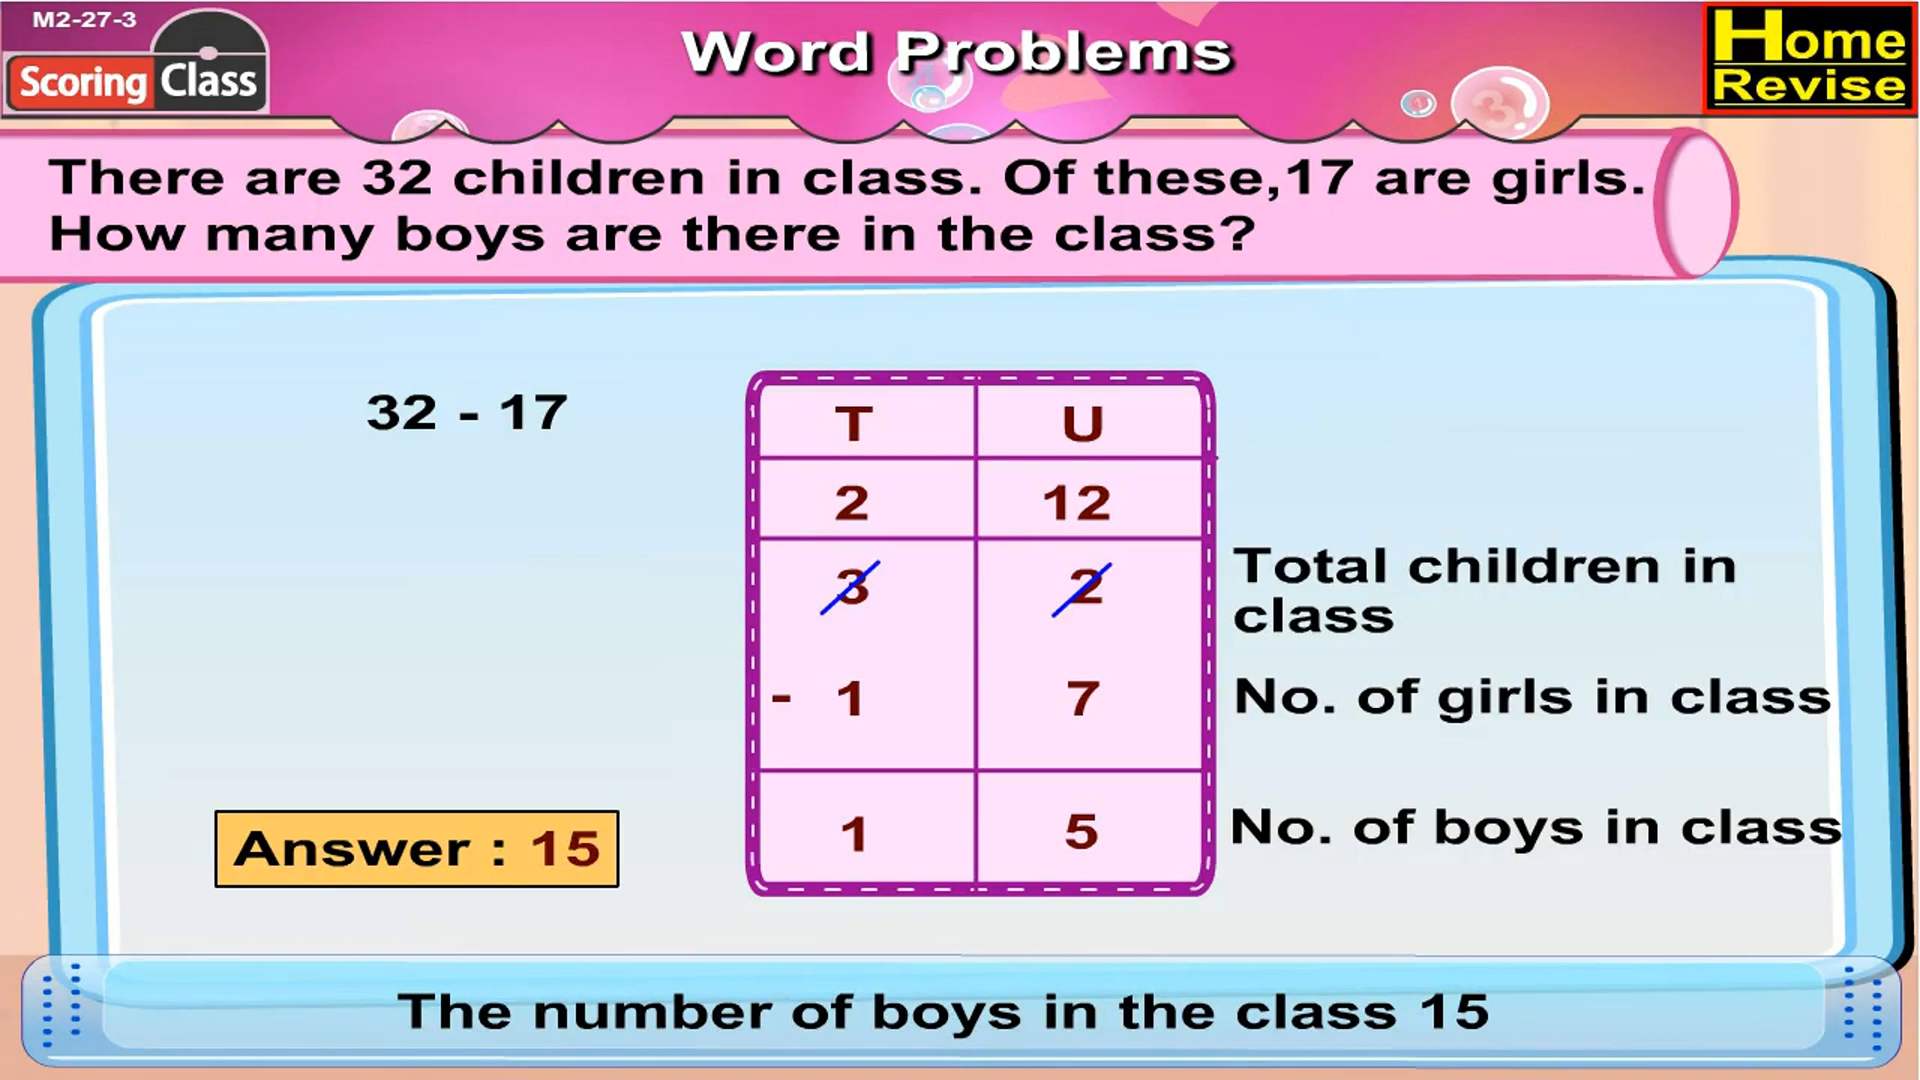 M2-27-3
Scoring Class
Word Problems
Home
Revise
There are 32 children in class. Of these,17 are girls.
How many boys are there in the class?
32 - 17
T U
2 12
3 2 Total children in
class
- 1 7 No. of girls in class
1 5 No. of boys in class
Answer : 15
The number of boys in the class 15